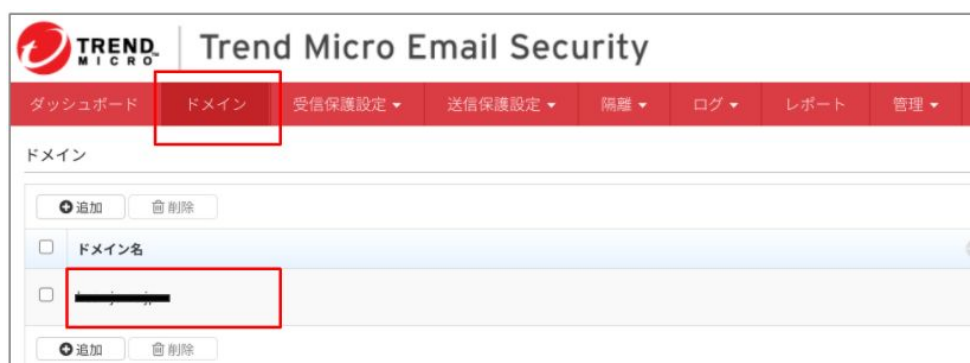 TREND MICRO Trend Micro Email Security
ダッシュボード ドメイン 受信保護設定 送信保護設定 隔離 ログ レポート 管理
ドメイン
追加 削除
ドメイン名
追加 削除